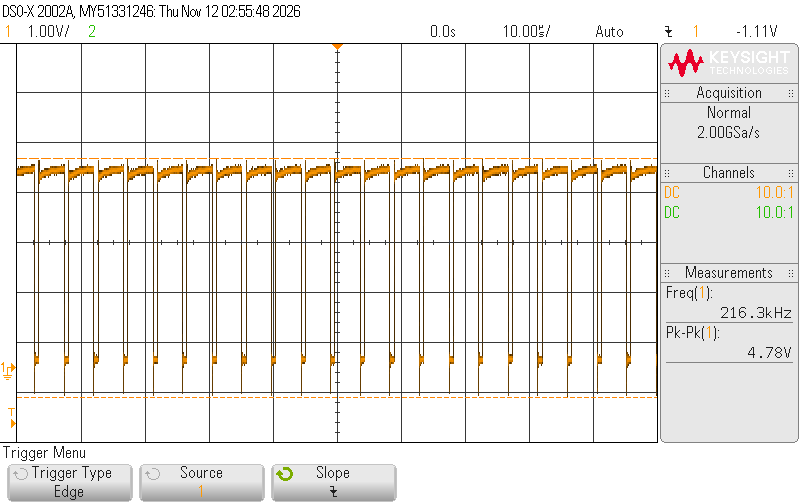 DSO-X 2002A, MY51331246: Thu Nov 12 02:55:48 2026
1 1.00V/ 2 0.0s 10.00µs/ Auto 1 -1.11V
KEYSIGHT
TECHNOLOGIES
Acquisition
Normal
2.00GSa/s
Channels
DC 10.0:1
DC 10.0:1
Measurements
Freq(1):
216.3kHz
Pk-Pk(1):
4.78V
1
T
Trigger Menu
Trigger Type
Edge
Source
1
Slope